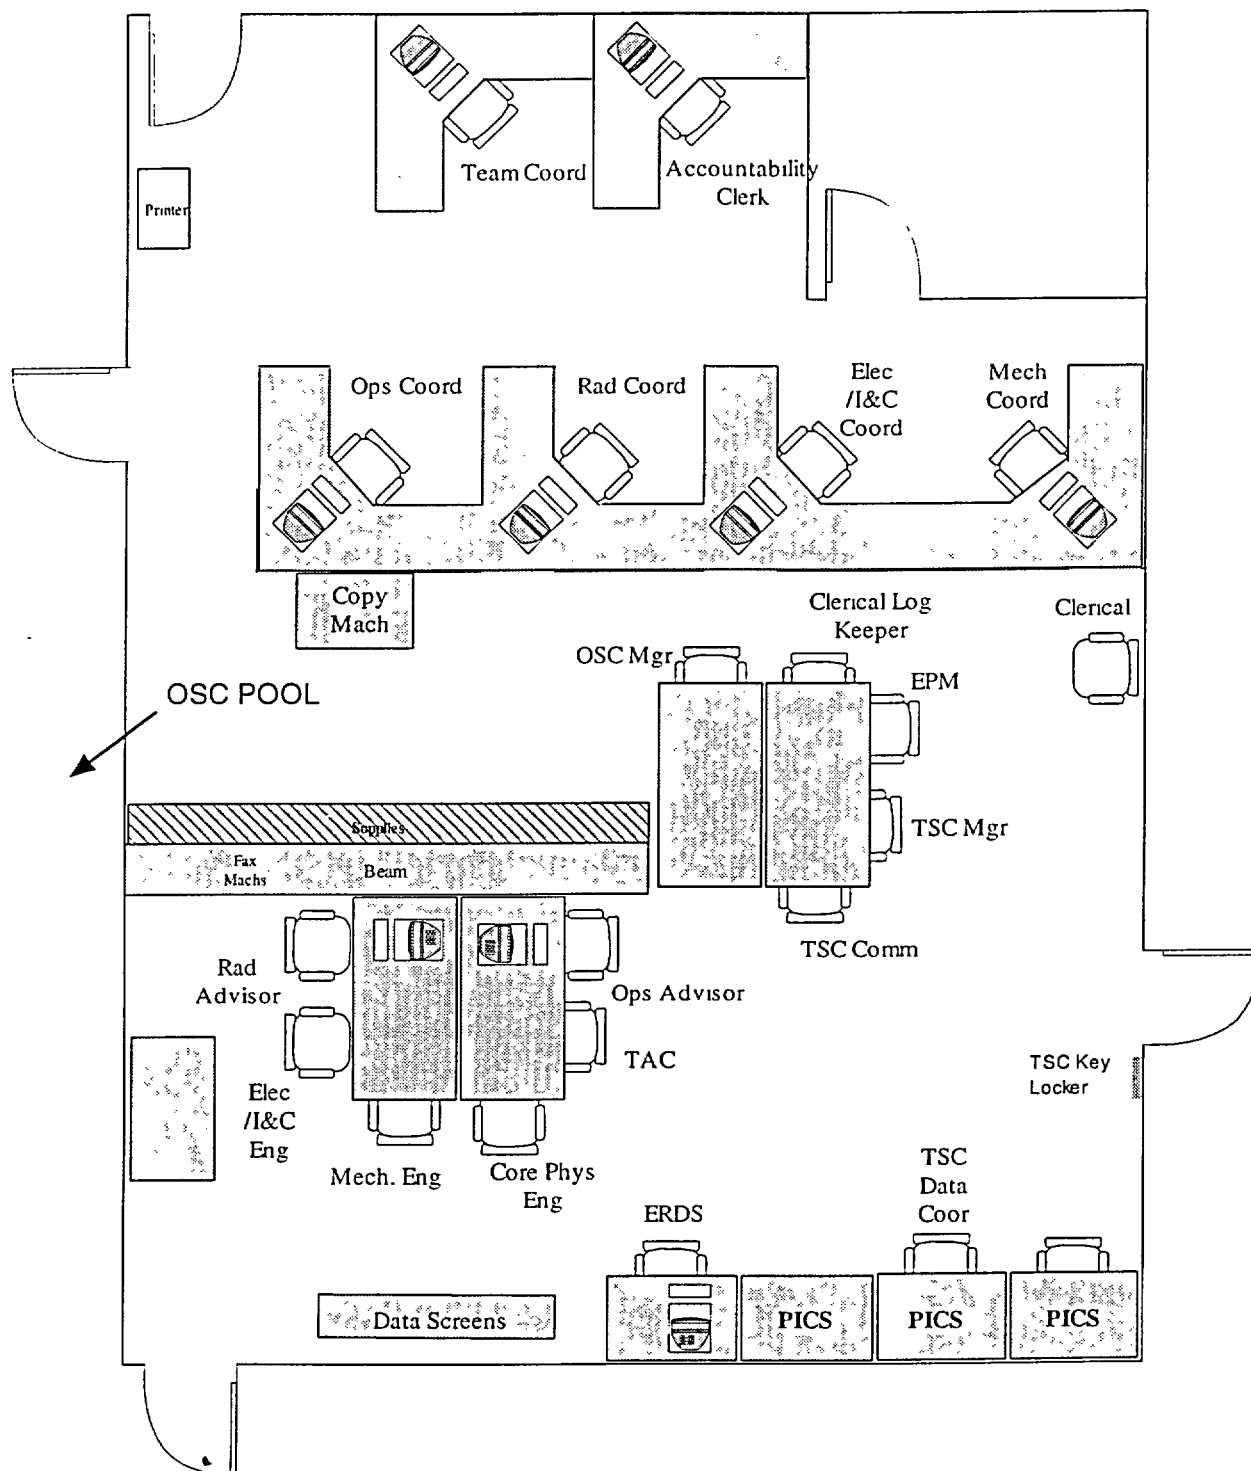 Team Coord
Accountability
Clerk
Printer
Ops Coord
Rad Coord
Elec
/I&C
Coord
Mech
Coord
Copy
Mach
Clerical Log
Keeper
Clerical
OSC Mgr
EPM
OSC POOL
TSC Mgr
Supplies
Fax
Machs
Beam
TSC Comm
Rad
Advisor
Ops Advisor
TAC
TSC Key
Locker
Elec
/I&C
Eng
Mech. Eng
Core Phys
Eng
TSC
Data
Coor
ERDS
Data Screens
PICS
PICS
PICS